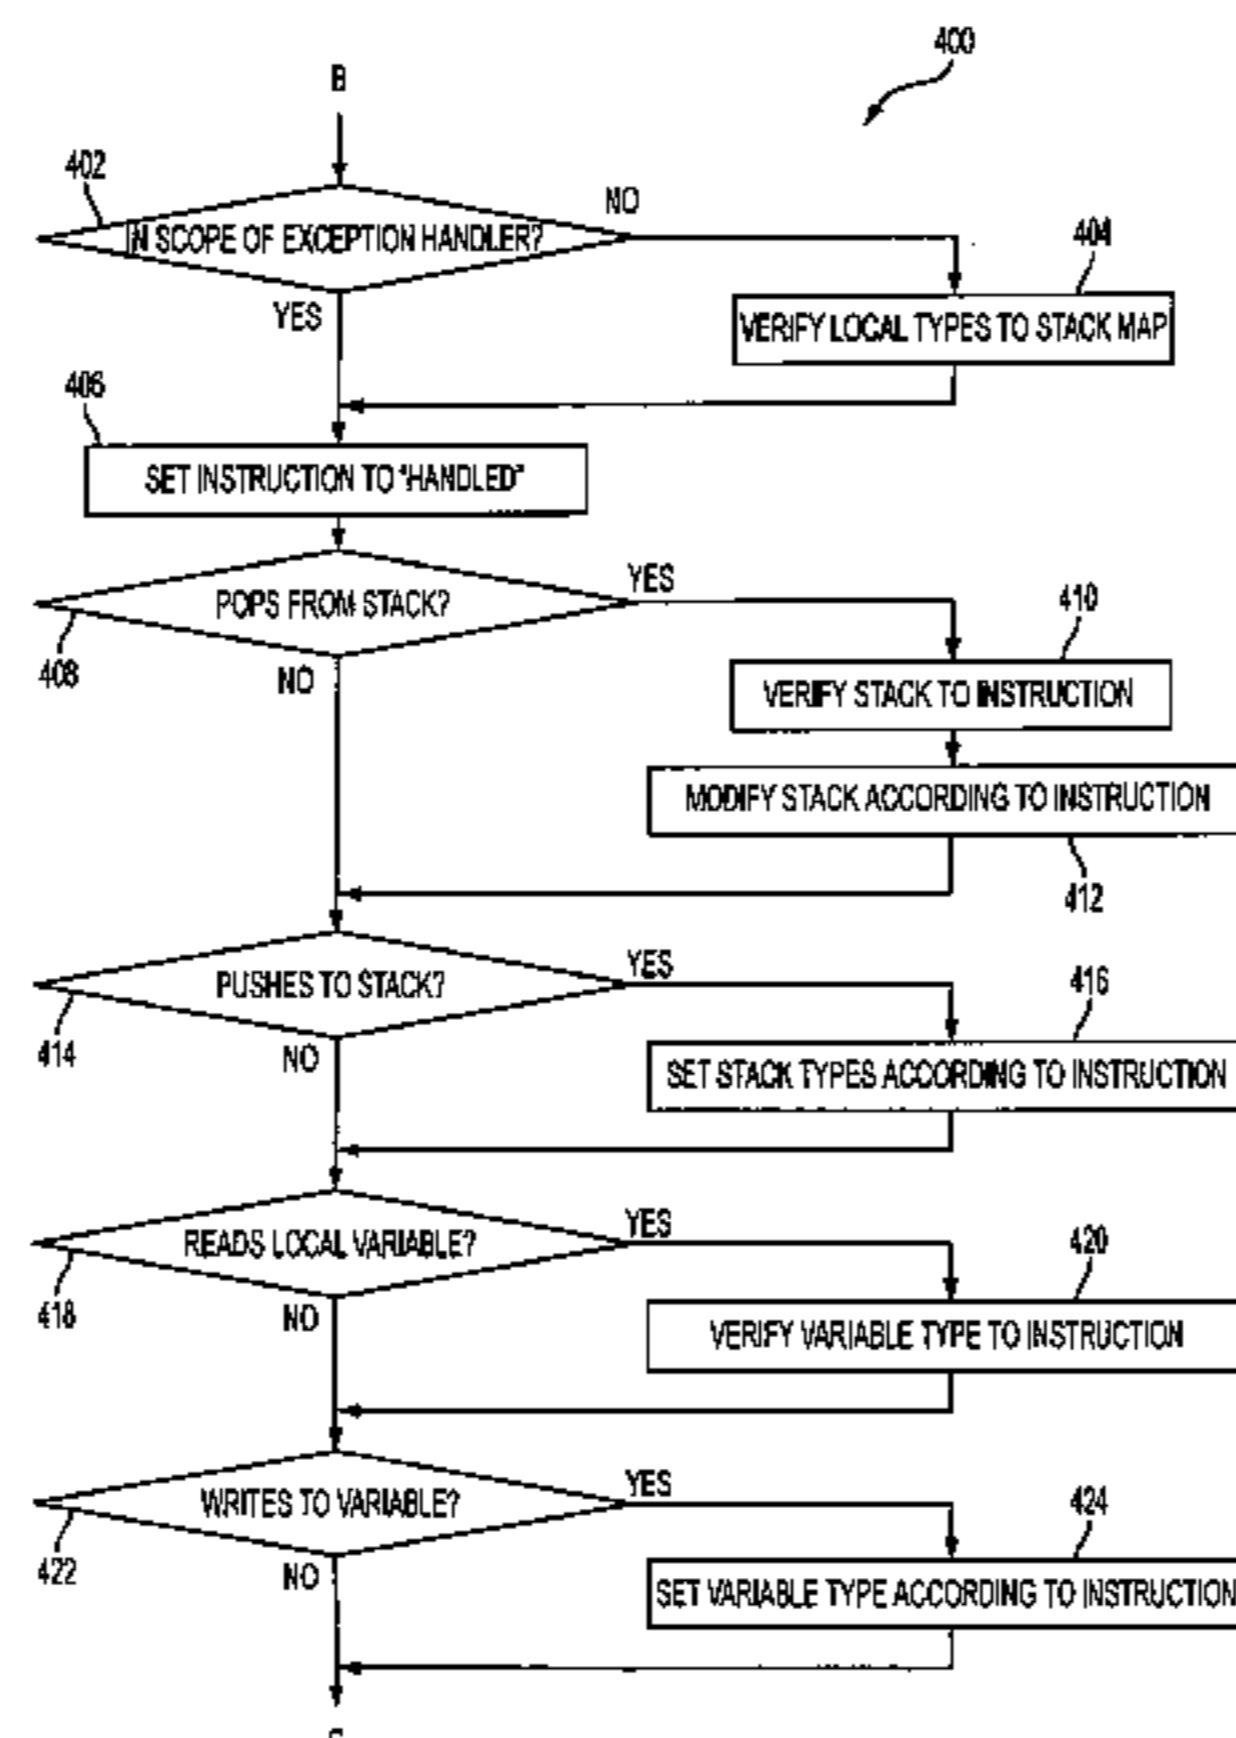 400
B
402
IN SCOPE OF EXCEPTION HANDLER?
NO
404
YES
VERIFY LOCAL TYPES TO STACK MAP
406
SET INSTRUCTION TO "HANDLED"
POPS FROM STACK?
YES
410
408
NO
VERIFY STACK TO INSTRUCTION
MODIFY STACK ACCORDING TO INSTRUCTION
412
PUSHES TO STACK?
YES
416
414
NO
SET STACK TYPES ACCORDING TO INSTRUCTION
READS LOCAL VARIABLE?
YES
420
418
NO
VERIFY VARIABLE TYPE TO INSTRUCTION
WRITES TO VARIABLE?
YES
424
422
NO
SET VARIABLE TYPE ACCORDING TO INSTRUCTION